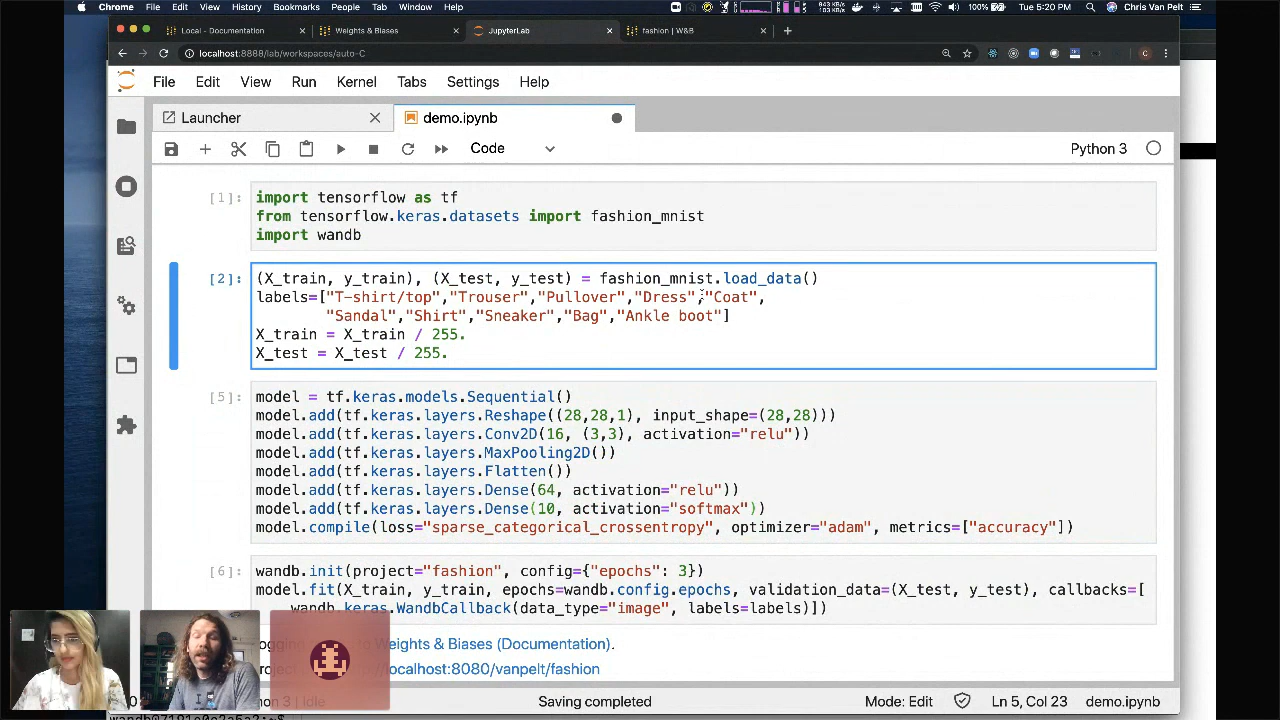 Chrome File Edit View History Bookmarks People Tab Window Help 903 KB/s 100% Tue 5:20 PM Chris Van Pelt
Local - Documentation Weights & Biases JupyterLab fashion | W&B
localhost:8888/lab/workspaces/auto-C
File Edit View Run Kernel Tabs Settings Help
Launcher demo.ipynb
Code Python 3
[1]: import tensorflow as tf
from tensorflow.keras.datasets import fashion_mnist
import wandb
[2]: (X_train, y_train), (X_test, y_test) = fashion_mnist.load_data()
labels=["T-shirt/top","Trouser","Pullover","Dress","Coat",
"Sandal","Shirt","Sneaker","Bag","Ankle boot"]
X_train = X_train / 255.
X_test = X_test /
[5]: model = tf.keras.models.Sequential()
model.add(tf.keras.layers.Reshape((28,28,1), input_shape=(28,28)))
model.add(tf.keras.layers.Conv2D(16, (3,3), activation="relu"))
model.add(tf.keras.layers.MaxPooling2D())
model.add(tf.keras.layers.Flatten())
model.add(tf.keras.layers.Dense(64, activation="relu"))
model.add(tf.keras.layers.Dense(10, activation="softmax"))
model.compile(loss="sparse_categorical_crossentropy", optimizer="adam", metrics=["accuracy"])
[6]: wandb.init(project="fashion", config={"epochs": 3})
model.fit(X_train, y_train, epochs=wandb.config.epochs, validation_data=(X_test, y_test), callbacks=[
wandb.keras.WandbCallback(data_type="image", labels=labels)])
Weights & Biases (Documentation).
localhost:8080/vanpelt/fashion
Idle Saving completed Mode: Edit Ln 5, Col 23 demo.ipynb